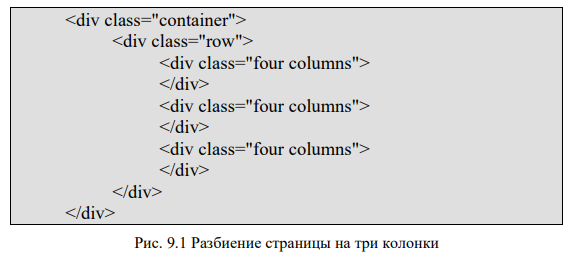 <div class="container">
<div class="row">
<div class="four columns">
</div>
<div class="four columns">
</div>
<div class="four columns">
</div>
</div>
</div>
Рис. 9.1 Разбиение страницы на три колонки